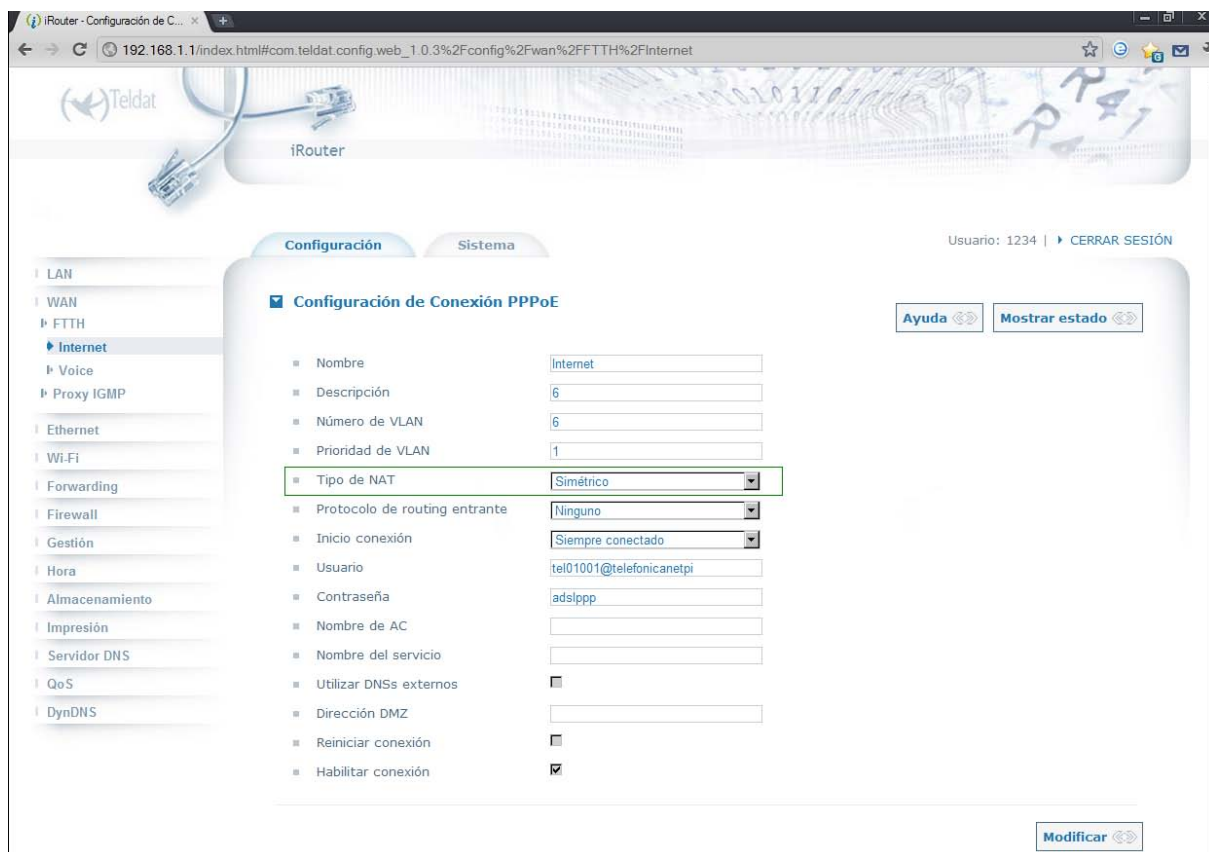 iRouter - Configuración de C...
192.168.1.1/index.html#com.teldat.config.web_1.0.3%2Fconfig%2Fwan%2FFTTH%2FInternet
Teldat
iRouter
Configuración
Sistema
Usuario: 1234 | CERRAR SESIÓN
LAN
WAN
FTTH
Internet
Voice
Proxy IGMP
Ethernet
Wi-Fi
Forwarding
Firewall
Gestión
Hora
Almacenamiento
Impresión
Servidor DNS
QoS
DynDNS
Configuración de Conexión PPPoE
Ayuda
Mostrar estado
Nombre Internet
Descripción 6
Número de VLAN 6
Prioridad de VLAN 1
Tipo de NAT Simétrico
Protocolo de routing entrante Ninguno
Inicio conexión Siempre conectado
Usuario tel01001@telefonicanetpi
Contraseña adslppp
Nombre de AC
Nombre del servicio
Utilizar DNSs externos
Dirección DMZ
Reiniciar conexión
Habilitar conexión
Modificar